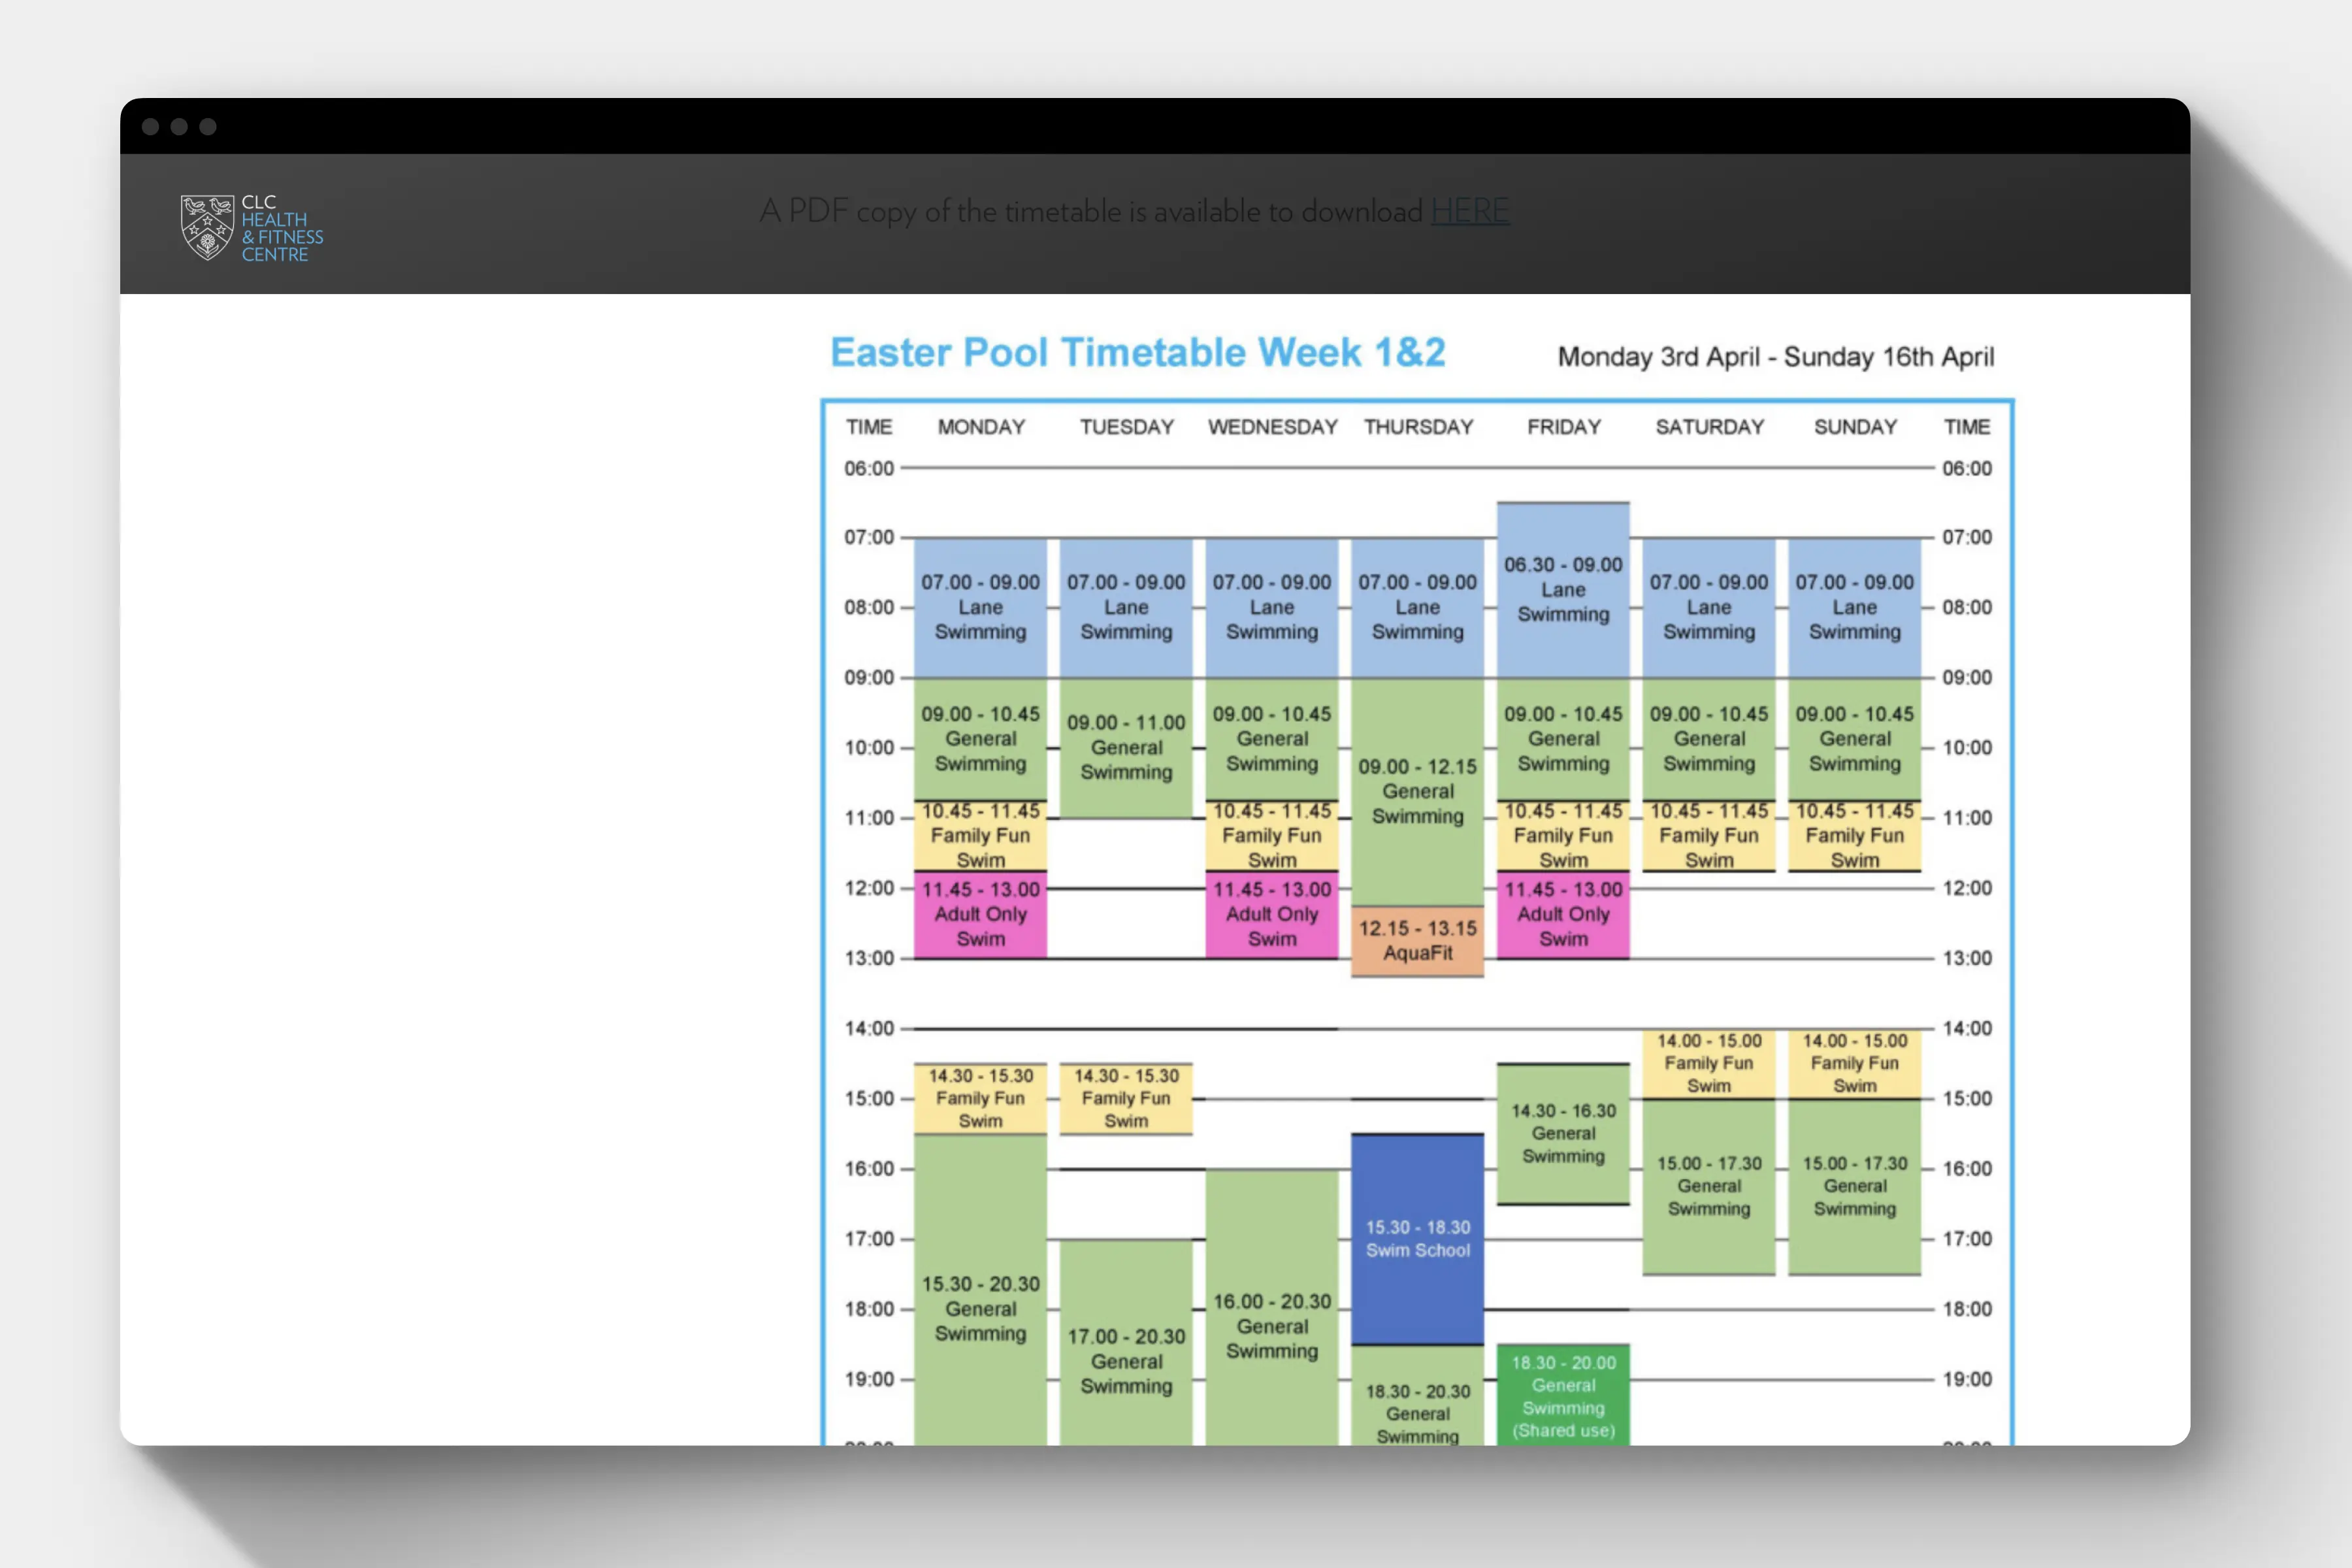 CLC
HEALTH
& FITNESS
CENTRE
A PDF copy of the timetable is available to download HERE
Easter Pool Timetable Week 1&2
Monday 3rd April - Sunday 16th April
TIME MONDAY TUESDAY WEDNESDAY THURSDAY FRIDAY SATURDAY SUNDAY TIME
06:00 06:00
07:00 07:00
06.30 - 09.00
Lane
Swimming
07.00 - 09.00 07.00 - 09.00 07.00 - 09.00 07.00 - 09.00 07.00 - 09.00 07.00 - 09.00
08:00 Lane Lane Lane Lane Lane Lane 08:00
Swimming Swimming Swimming Swimming Swimming Swimming
09:00 09:00
09.00 - 10.45 09.00 - 11.00 09.00 - 10.45 09.00 - 10.45 09.00 - 10.45 09.00 - 10.45
General General General General General General
Swimming Swimming Swimming Swimming Swimming Swimming
10:00 10:00
09.00 - 12.15
General
Swimming
10.45 - 11.45 10.45 - 11.45 10.45 - 11.45 10.45 - 11.45 10.45 - 11.45
11:00 11:00
Family Fun Family Fun Family Fun Family Fun Family Fun
Swim Swim Swim Swim Swim
12:00 11.45 - 13.00 11.45 - 13.00 11.45 - 13.00 12:00
Adult Only Adult Only Adult Only
Swim Swim Swim
12.15 - 13.15
AquaFit
13:00 13:00
14:00 14:00
14.00 - 15.00 14.00 - 15.00
Family Fun Family Fun
Swim Swim
14.30 - 15.30 14.30 - 15.30
15:00 Family Fun Family Fun 15:00
Swim Swim
14.30 - 16.30
General
Swimming
16:00 15.00 - 17.30 15.00 - 17.30 16:00
General General
Swimming Swimming
15.30 - 18.30
Swim School
17:00 17:00
15.30 - 20.30 16.00 - 20.30
18:00 General General 18:00
Swimming Swimming
17.00 - 20.30
General
Swimming
18.30 - 20.00
General
Swimming
(Shared use)
19:00 19:00
18.30 - 20.30
General
Swimming